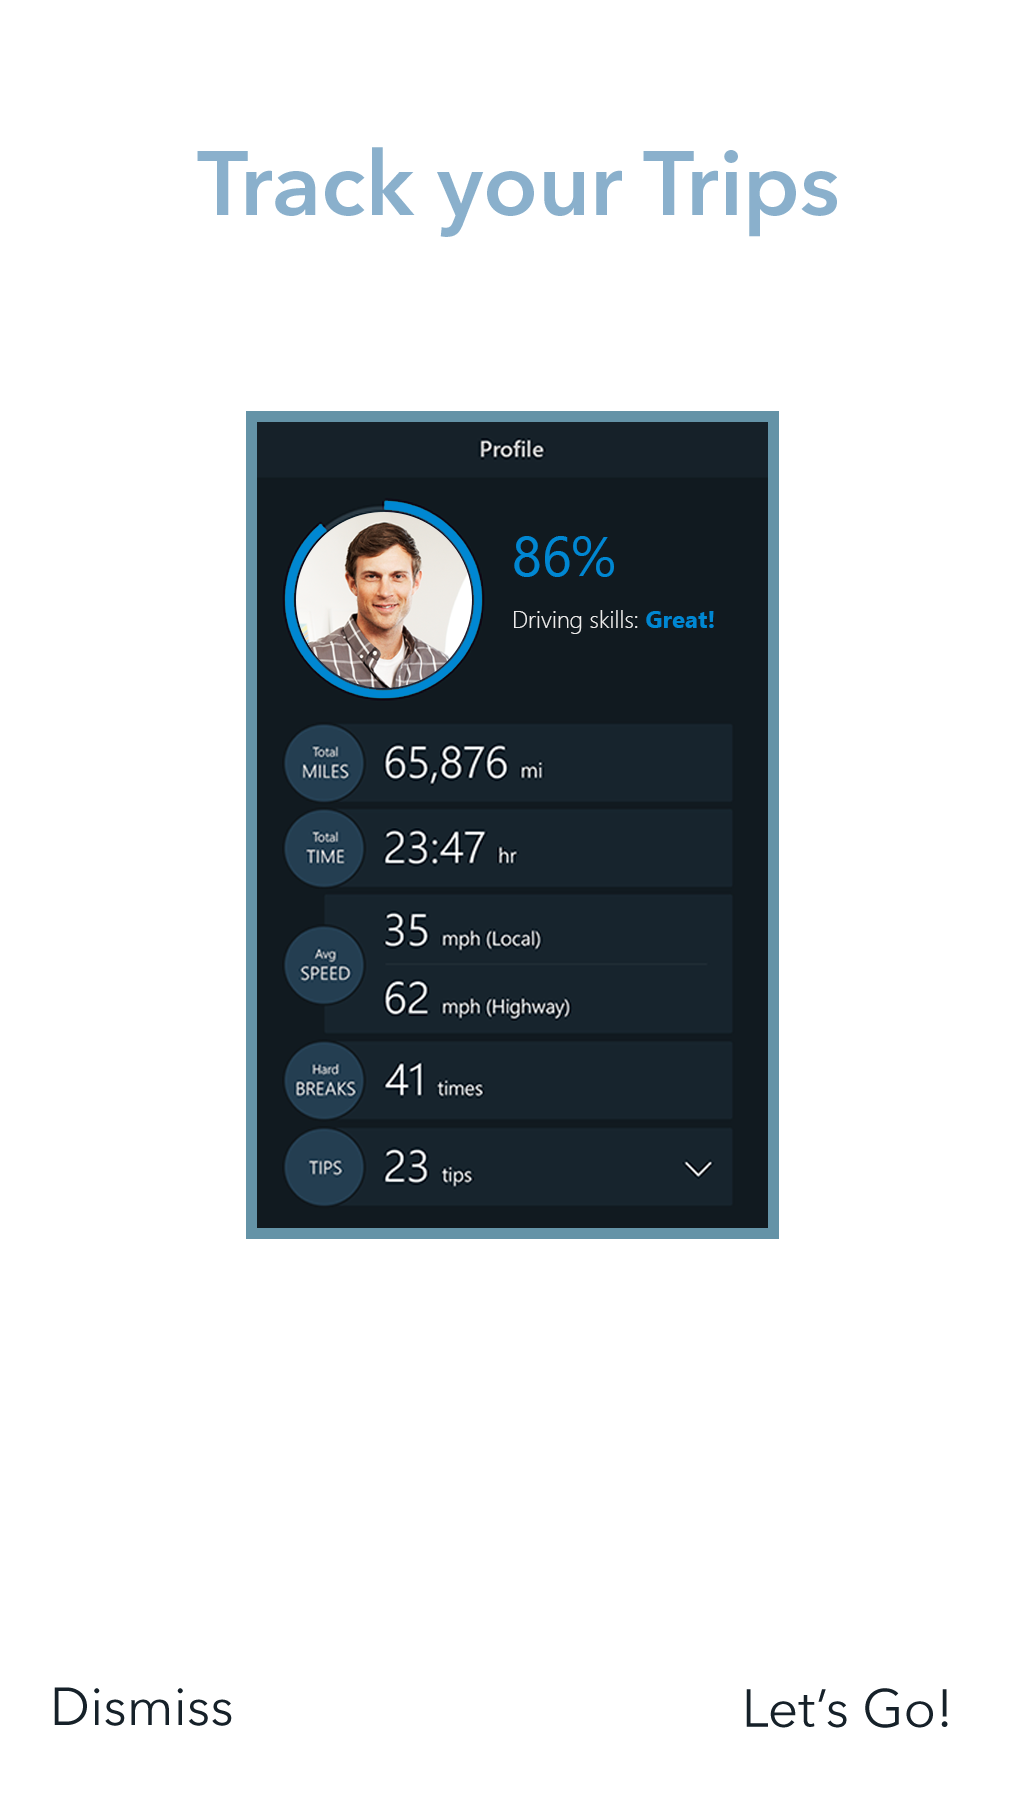 Track your Trips
Profile
86%
Driving skills: Great!
Total
MILES
65,876 mi
Total
TIME
23:47 hr
Avg
SPEED
35 mph (Local)
62 mph (Highway)
Hard
BREAKS
41 times
TIPS
23 tips
Dismiss
Let’s Go!